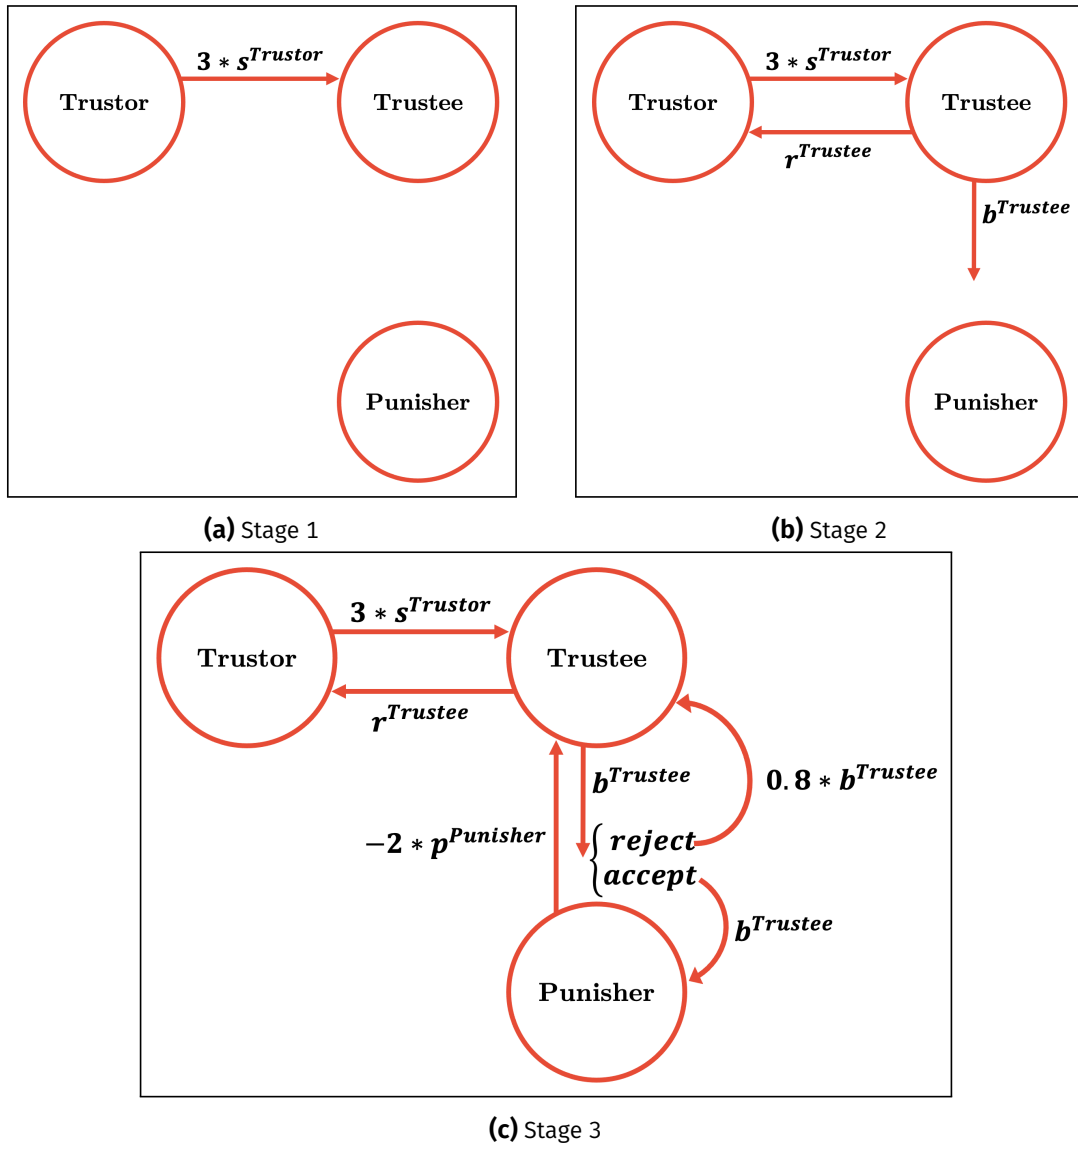 3 * s^Trustor
Trustor
Trustee
Punisher
(a) Stage 1
3 * s^Trustor
Trustor
Trustee
r^Trustee
b^Trustee
Punisher
(b) Stage 2
3 * s^Trustor
Trustor
Trustee
r^Trustee
b^Trustee
0.8 * b^Trustee
−2 * p^Punisher
{ reject
accept
b^Trustee
Punisher
(c) Stage 3